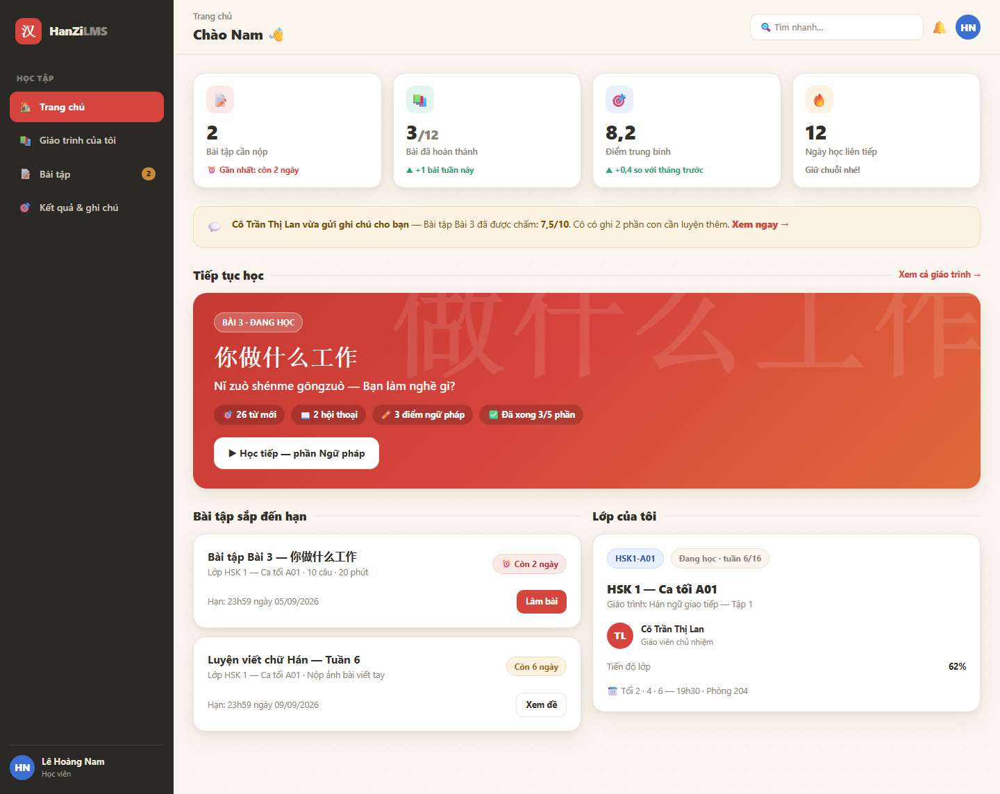 汉 HanZiLMS
HỌC TẬP
Trang chủ
Giáo trình của tôi
Bài tập 2
Kết quả & ghi chú
HN Lê Hoàng Nam
Học viên
Trang chủ
Chào Nam 👋
🔍 Tìm nhanh...
HN
2
Bài tập cần nộp
⏰ Gần nhất: còn 2 ngày
3/12
Bài đã hoàn thành
▲ +1 bài tuần này
8,2
Điểm trung bình
▲ +0,4 so với tháng trước
12
Ngày học liên tiếp
Giữ chuỗi nhé!
Cô Trần Thị Lan vừa gửi ghi chú cho bạn — Bài tập Bài 3 đã được chấm: 7,5/10. Cô có ghi 2 phần con cần luyện thêm. Xem ngay →
Tiếp tục học
Xem cả giáo trình →
做什么工作
BÀI 3 · ĐANG HỌC
你做什么工作
Nǐ zuò shénme gōngzuò — Bạn làm nghề gì?
🎯 26 từ mới
📖 2 hội thoại
3 điểm ngữ pháp
✅ Đã xong 3/5 phần
▶ Học tiếp — phần Ngữ pháp
Bài tập sắp đến hạn
Bài tập Bài 3 — 你做什么工作
Lớp HSK 1 — Ca tối A01 · 10 câu · 20 phút
⏰ Còn 2 ngày
Hạn: 23h59 ngày 05/09/2026
Làm bài
Luyện viết chữ Hán — Tuần 6
Lớp HSK 1 — Ca tối A01 · Nộp ảnh bài viết tay
Còn 6 ngày
Hạn: 23h59 ngày 09/09/2026
Xem đề
Lớp của tôi
HSK1-A01
Đang học · tuần 6/16
HSK 1 — Ca tối A01
Giáo trình: Hán ngữ giao tiếp — Tập 1
TL
Cô Trần Thị Lan
Giáo viên chủ nhiệm
Tiến độ lớp 62%
Tối 2 · 4 · 6 — 19h30 · Phòng 204